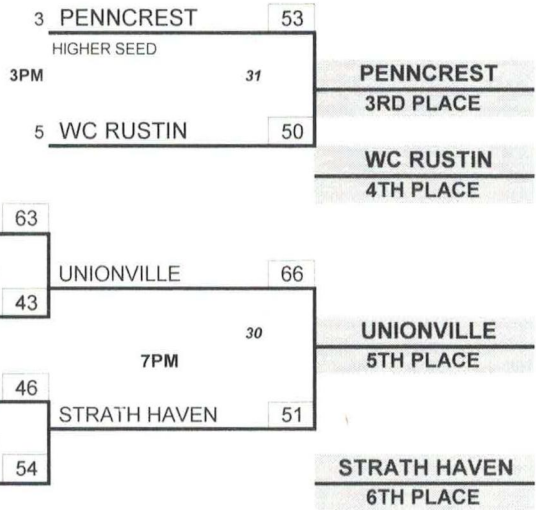 3 PENNCREST 53
HIGHER SEED
3PM 31 PENNCREST
3RD PLACE
5 WC RUSTIN 50
WC RUSTIN
4TH PLACE
63
UNIONVILLE 66
43
30 UNIONVILLE
7PM 5TH PLACE
46
STRATH HAVEN 51
54
STRATH HAVEN
6TH PLACE